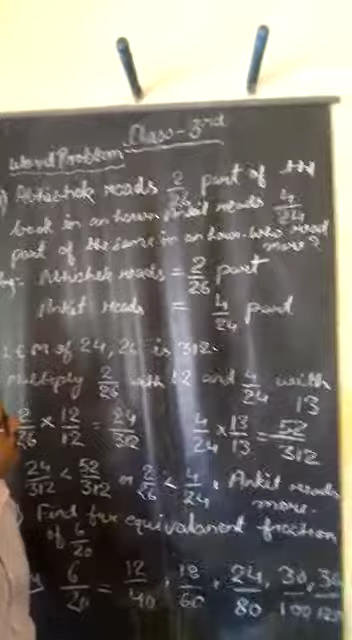 Class - 3rd
Word Problem
1) Abhishek reads 2/26 part of the
book in an hour. Ankit reads 4/24
part of the same in an hour. Who read
more?
Abhishek reads = 2/26 part
Ankit reads = 4/24 part
LCM of 24, 26 is 312.
Multiply 2/26 with 12 and 4/24 with
13
2/26 × 12/12 = 24/312 4/24 × 13/13 = 52/312
24/312 < 52/312 or 2/26 < 4/24 . Ankit reads
more.
) Find five equivalent fraction
of 6/20
6/20 = 12/40 , 18/60 , 24/80 , 30/100